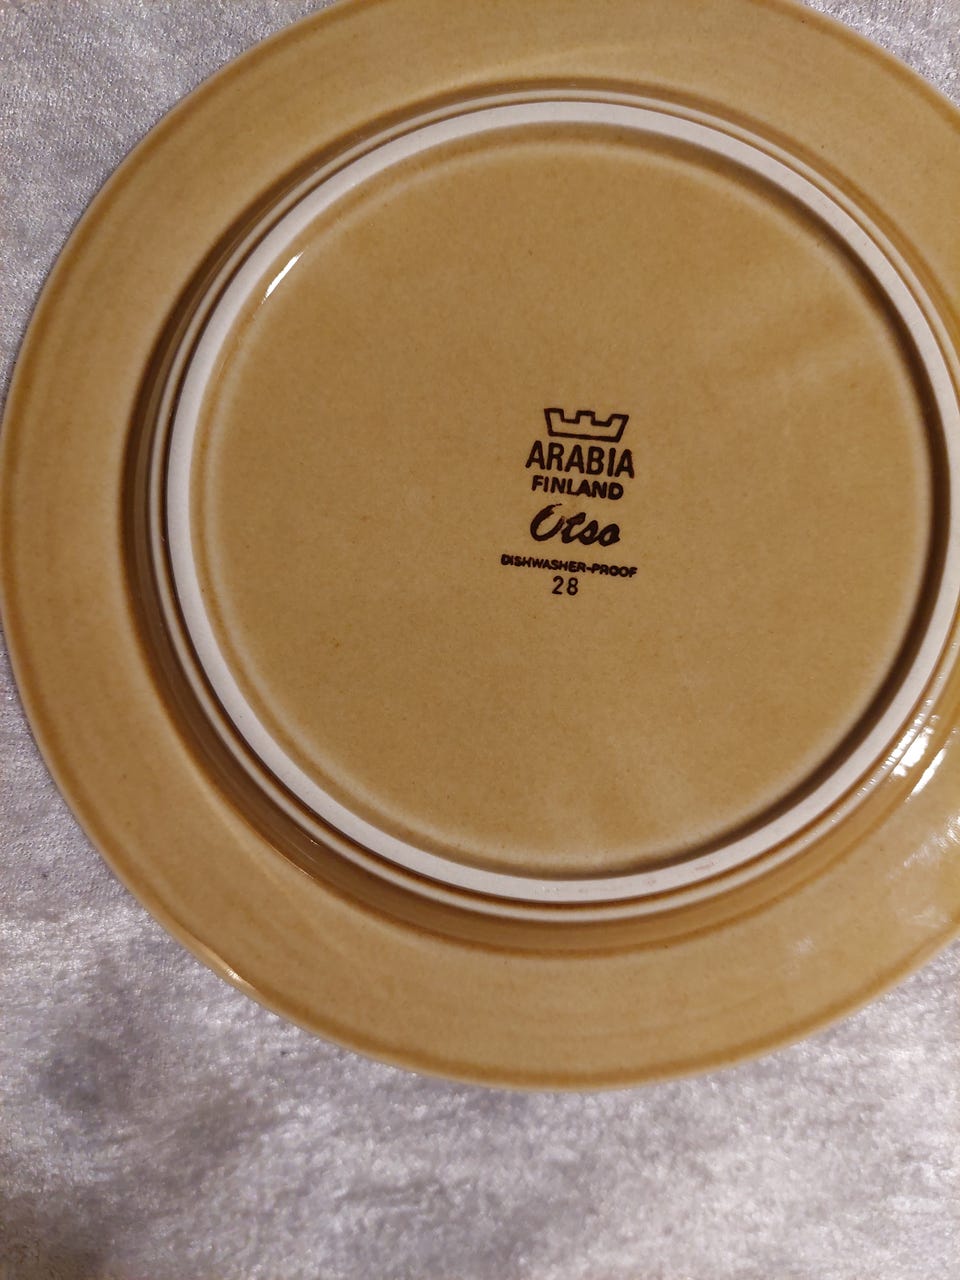 ARABIA
FINLAND
Otso
DISHWASHER-PROOF
28